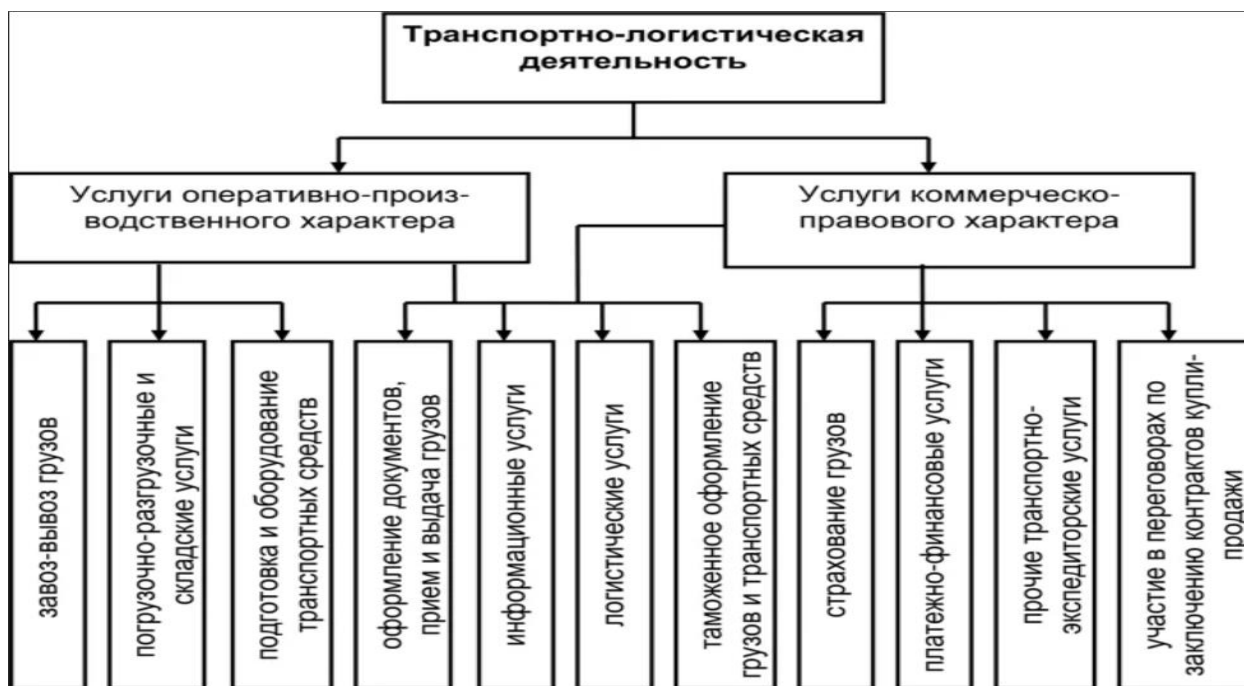 Транспортно-логистическая
деятельность
Услуги оперативно-произ-
водственного характера
Услуги коммерческо-
правового характера
завоз-вывоз грузов
погрузочно-разгрузочные и
складские услуги
подготовка и оборудование
транспортных средств
оформление документов,
прием и выдача грузов
информационные услуги
логистические услуги
таможенное оформление
грузов и транспортных средств
страхование грузов
платежно-финансовые услуги
прочие транспортно-
экспедиторские услуги
участие в переговорах по
заключению контрактов купли-
продажи